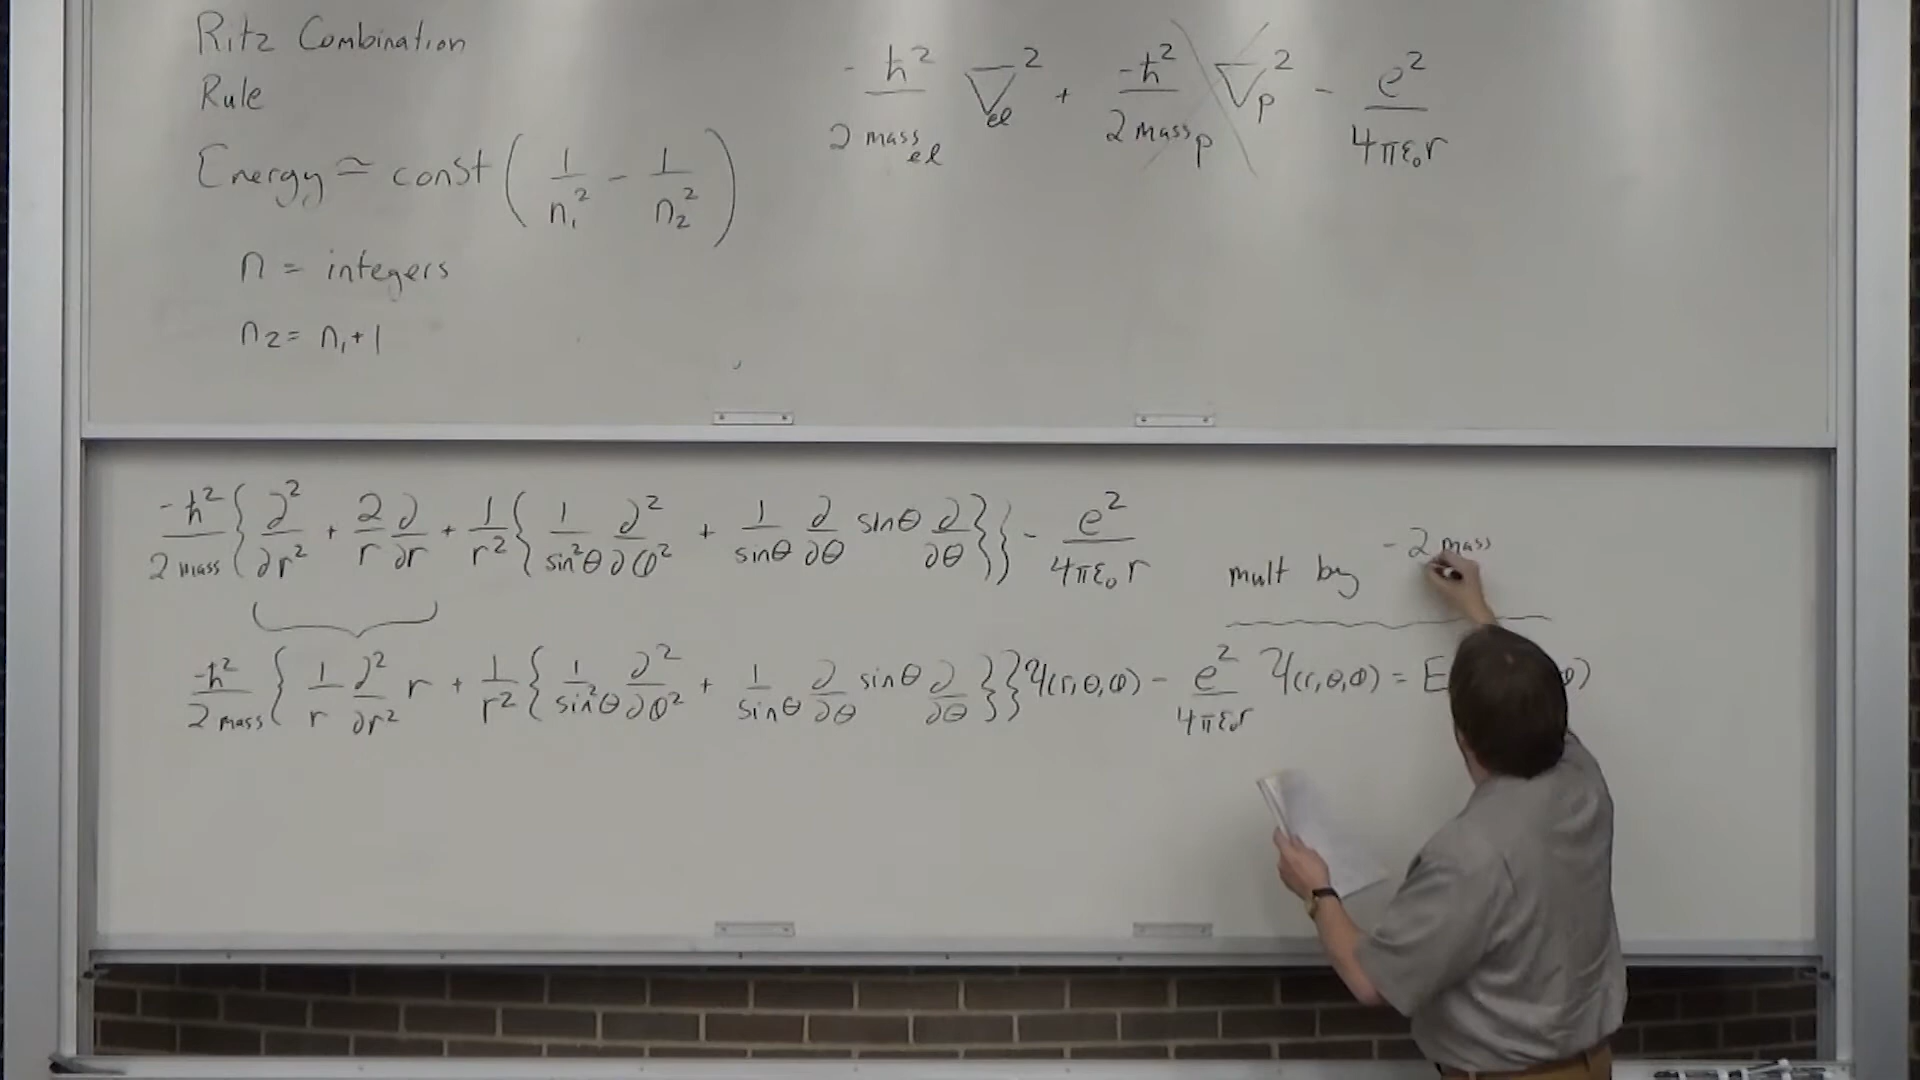 Ritz Combination
Rule
Energy ≃ const ( 1/n₁² − 1/n₂² )
n = integers
n₂ = n₁ + 1
-ħ²/2 mass_el ∇²_el + -ħ²/2 mass_p ∇²_p − e²/4πε₀r
-ħ²/2 mass { ∂²/∂r² + 2/r ∂/∂r + 1/r² { 1/sin²θ ∂²/∂φ² + 1/sinθ ∂/∂θ sinθ ∂/∂θ } } − e²/4πε₀r
mult by -2 mass
-ħ²/2 mass { 1/r ∂²/∂r² r + 1/r² { 1/sin²θ ∂²/∂φ² + 1/sinθ ∂/∂θ sinθ ∂/∂θ } } Ψ(r,θ,φ) − e²/4πε₀r Ψ(r,θ,φ) = E φ)